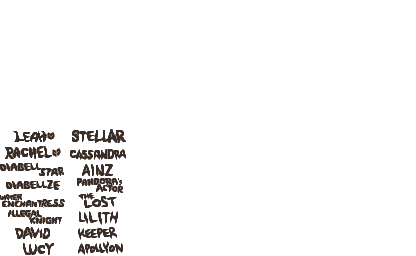 LEAH♥
RACHEL♥
DIABELL STAR
DIABELLZE
WATER ENCHANTRESS
ILLEGAL KNIGHT
DAVID
LUCY
STELLAR
CASSANDRA
AINZ
PANDORA'S ACTOR
THE LOST
LILITH
KEEPER
APOLLYON